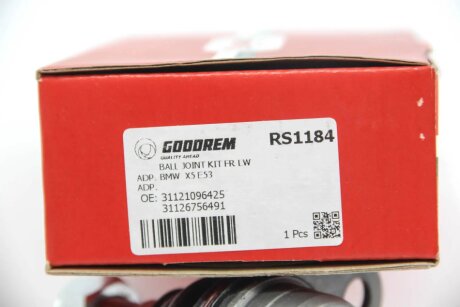 GOODREM
QUALITY AHEAD
RS1184
BALL JOINT KIT FR LW
ADP. BMW X5 E53
ADP.
OE: 31121096425
31126756491
1 Pcs